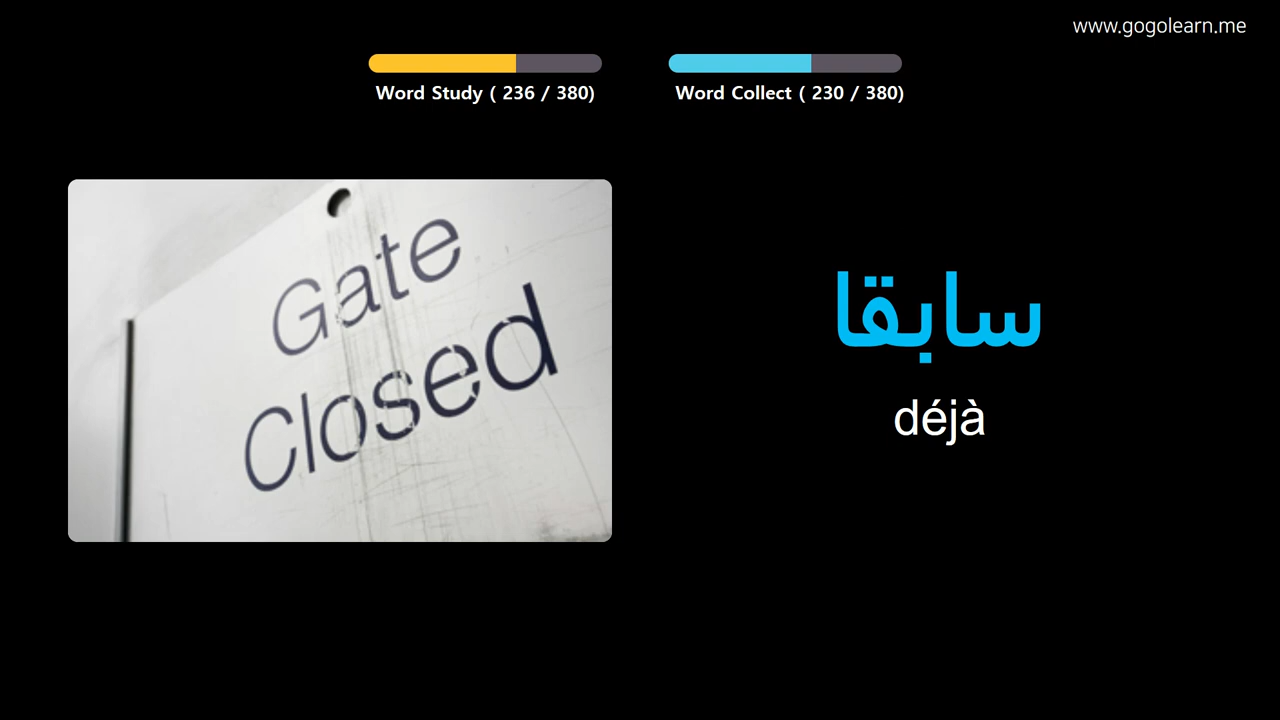 www.gogolearn.me
Word Study ( 236 / 380)
Word Collect ( 230 / 380)
Gate
Closed
سابقا
déjà